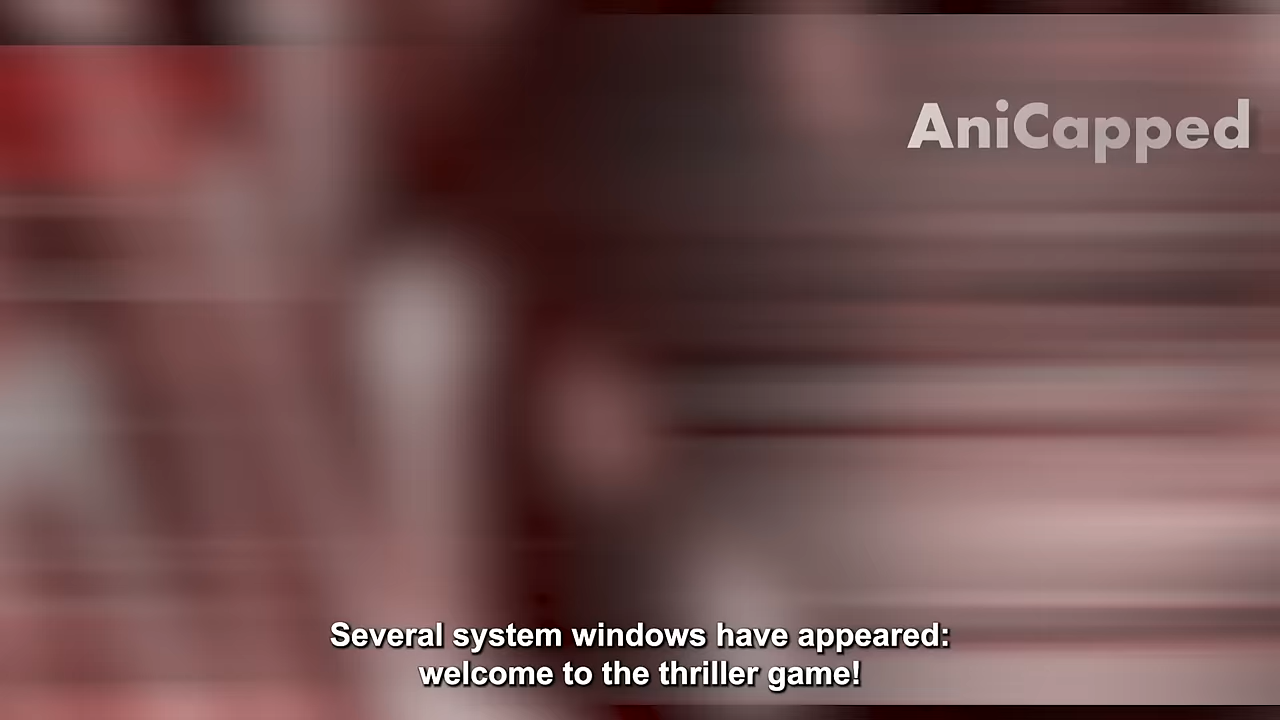 AniCapped
Several system windows have appeared:
welcome to the thriller game!